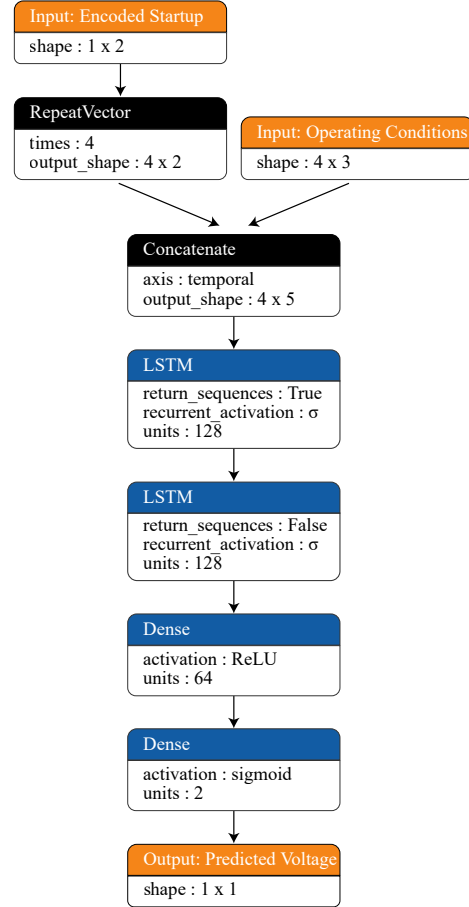 Input: Encoded Startup
shape : 1 x 2
RepeatVector
times : 4
output_shape : 4 x 2
Input: Operating Conditions
shape : 4 x 3
Concatenate
axis : temporal
output_shape : 4 x 5
LSTM
return_sequences : True
recurrent_activation : σ
units : 128
LSTM
return_sequences : False
recurrent_activation : σ
units : 128
Dense
activation : ReLU
units : 64
Dense
activation : sigmoid
units : 2
Output: Predicted Voltage
shape : 1 x 1